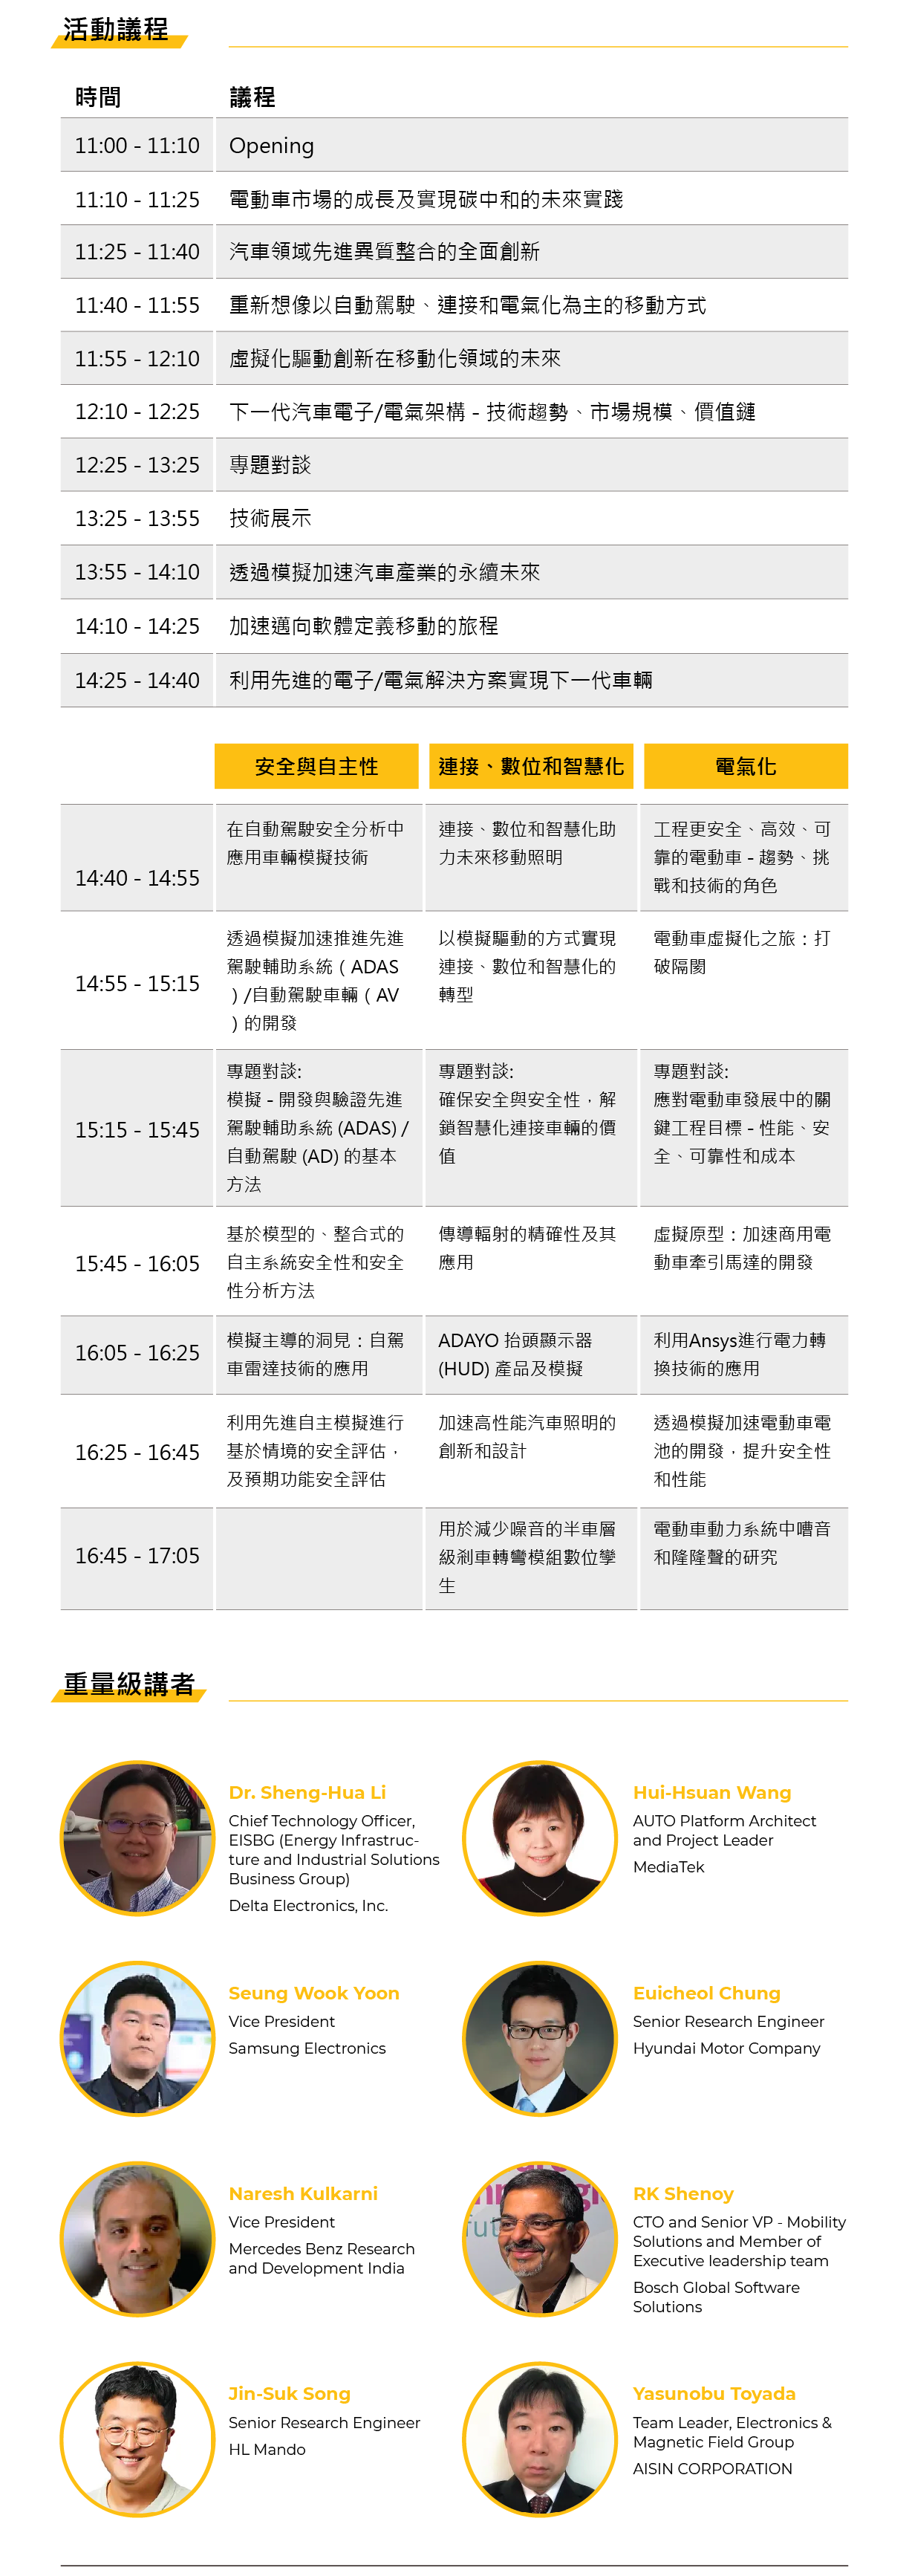 活動議程
時間 議程
11:00 - 11:10 Opening
11:10 - 11:25 電動車市場的成長及實現碳中和的未來實踐
11:25 - 11:40 汽車領域先進異質整合的全面創新
11:40 - 11:55 重新想像以自動駕駛、連接和電氣化為主的移動方式
11:55 - 12:10 虛擬化驅動創新在移動化領域的未來
12:10 - 12:25 下一代汽車電子/電氣架構 - 技術趨勢、市場規模、價值鏈
12:25 - 13:25 專題對談
13:25 - 13:55 技術展示
13:55 - 14:10 透過模擬加速汽車產業的永續未來
14:10 - 14:25 加速邁向軟體定義移動的旅程
14:25 - 14:40 利用先進的電子/電氣解決方案實現下一代車輛
安全與自主性 連接、數位和智慧化 電氣化
14:40 - 14:55
在自動駕駛安全分析中
應用車輛模擬技術
連接、數位和智慧化助
力未來移動照明
工程更安全、高效、可
靠的電動車 - 趨勢、挑
戰和技術的角色
14:55 - 15:15
透過模擬加速推進先進
駕駛輔助系統（ADAS
）/自動駕駛車輛（AV
）的開發
以模擬驅動的方式實現
連接、數位和智慧化的
轉型
電動車虛擬化之旅：打
破隔閡
15:15 - 15:45
專題對談:
模擬 - 開發與驗證先進
駕駛輔助系統 (ADAS) /
自動駕駛 (AD) 的基本
方法
專題對談:
確保安全與安全性，解
鎖智慧化連接車輛的價
值
專題對談:
應對電動車發展中的關
鍵工程目標 - 性能、安
全、可靠性和成本
15:45 - 16:05
基於模型的、整合式的
自主系統安全性和安全
性分析方法
傳導輻射的精確性及其
應用
虛擬原型：加速商用電
動車牽引馬達的開發
16:05 - 16:25
模擬主導的洞見：自駕
車雷達技術的應用
ADAYO 抬頭顯示器
(HUD) 產品及模擬
利用Ansys進行電力轉
換技術的應用
16:25 - 16:45
利用先進自主模擬進行
基於情境的安全評估，
及預期功能安全評估
加速高性能汽車照明的
創新和設計
透過模擬加速電動車電
池的開發，提升安全性
和性能
16:45 - 17:05
用於減少噪音的半車層
級剎車轉彎模組數位孿
生
電動車動力系統中嘈音
和隆隆聲的研究
重量級講者
Dr. Sheng-Hua Li
Chief Technology Officer,
EISBG (Energy Infrastruc-
ture and Industrial Solutions
Business Group)
Delta Electronics, Inc.
Hui-Hsuan Wang
AUTO Platform Architect
and Project Leader
MediaTek
Seung Wook Yoon
Vice President
Samsung Electronics
Euicheol Chung
Senior Research Engineer
Hyundai Motor Company
Naresh Kulkarni
Vice President
Mercedes Benz Research
and Development India
RK Shenoy
CTO and Senior VP - Mobility
Solutions and Member of
Executive leadership team
Bosch Global Software
Solutions
Jin-Suk Song
Senior Research Engineer
HL Mando
Yasunobu Toyada
Team Leader, Electronics &
Magnetic Field Group
AISIN CORPORATION